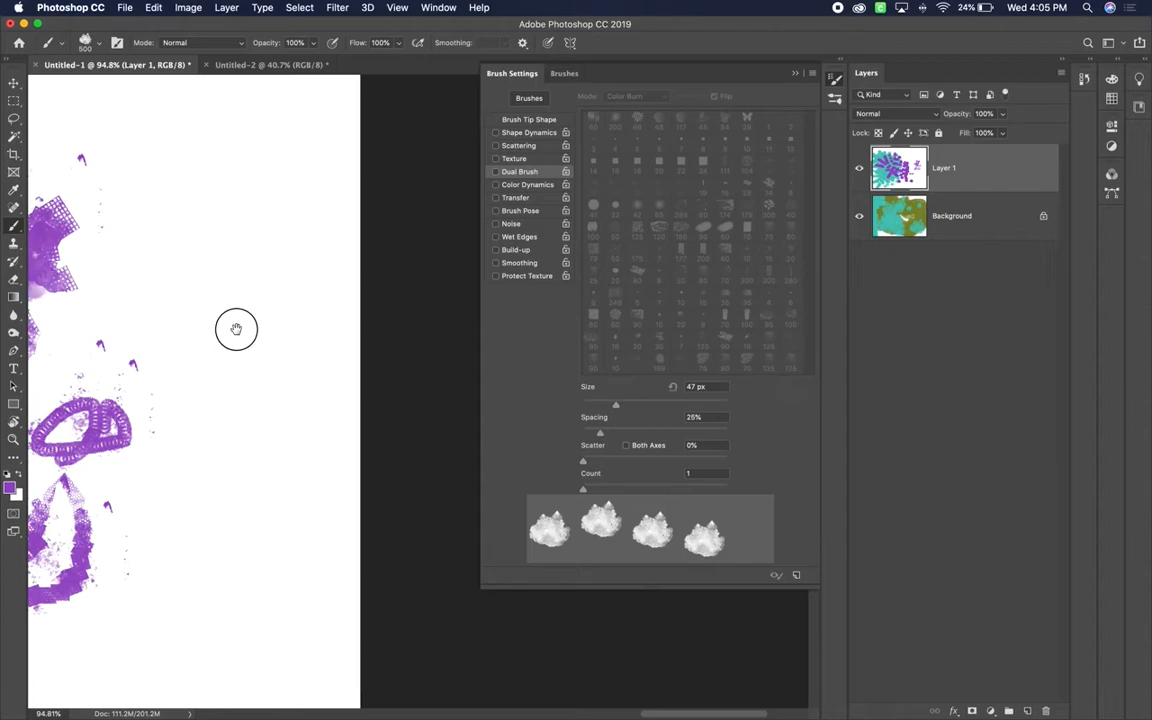 Photoshop CC File Edit Image Layer Type Select Filter 3D View Window Help 24% Wed 4:05 PM
Adobe Photoshop CC 2019
500 Mode: Normal Opacity: 100% Flow: 100% Smoothing:
Untitled-1 @ 94.8% (Layer 1, RGB/8) * Untitled-2 @ 40.7% (RGB/8) *
Brush Settings Brushes
Layers
Brushes Mode: Color Burn Flip
Kind
Normal Opacity: 100%
Lock: Fill: 100%
Brush Tip Shape
Shape Dynamics
Scattering
Texture
Dual Brush
Color Dynamics
Transfer
Brush Pose
Noise
Wet Edges
Build-up
Smoothing
Protect Texture
Layer 1
Background
Size 47 px
Spacing 25%
Scatter Both Axes 0%
Count 1
94.81% Doc: 111.2M/201.2M